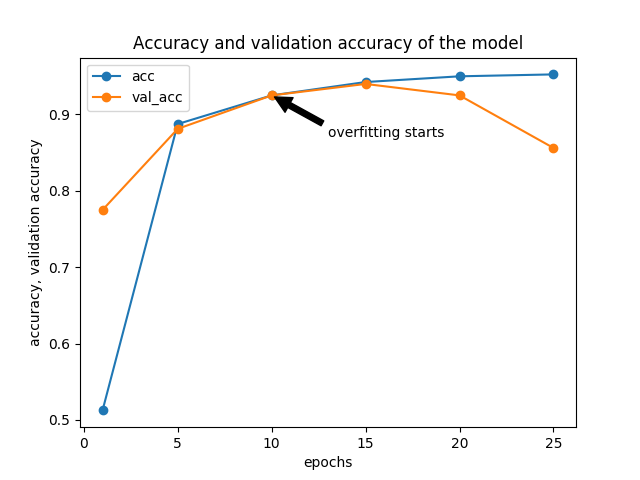 Accuracy and validation accuracy of the model
acc
val_acc
overfitting starts
accuracy, validation accuracy
0.9
0.8
0.7
0.6
0.5
0
5
10
15
20
25
epochs